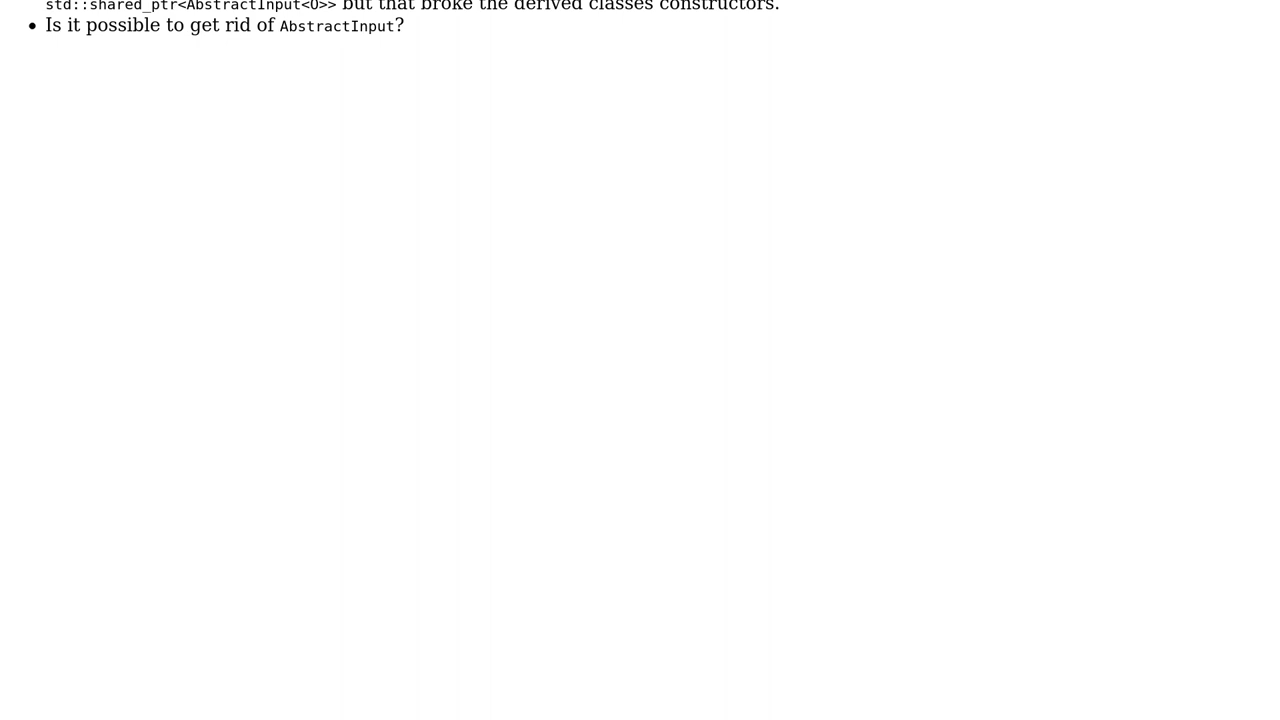 std::shared_ptr<AbstractInput<O>> but that broke the derived classes constructors.
• Is it possible to get rid of AbstractInput?